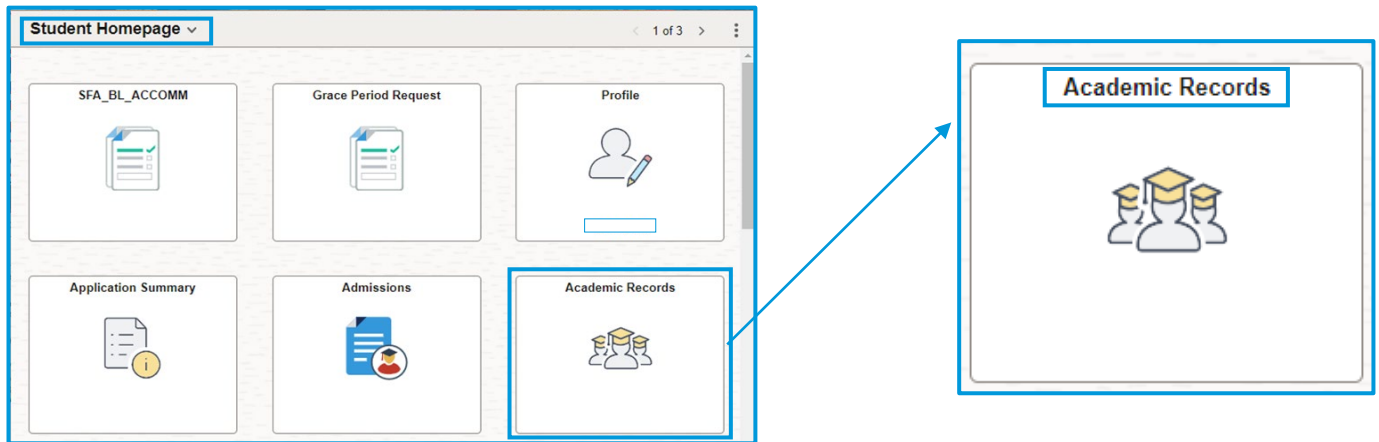 Student Homepage
1 of 3
SFA_BL_ACCOMM
Grace Period Request
Profile
Application Summary
Admissions
Academic Records
Academic Records